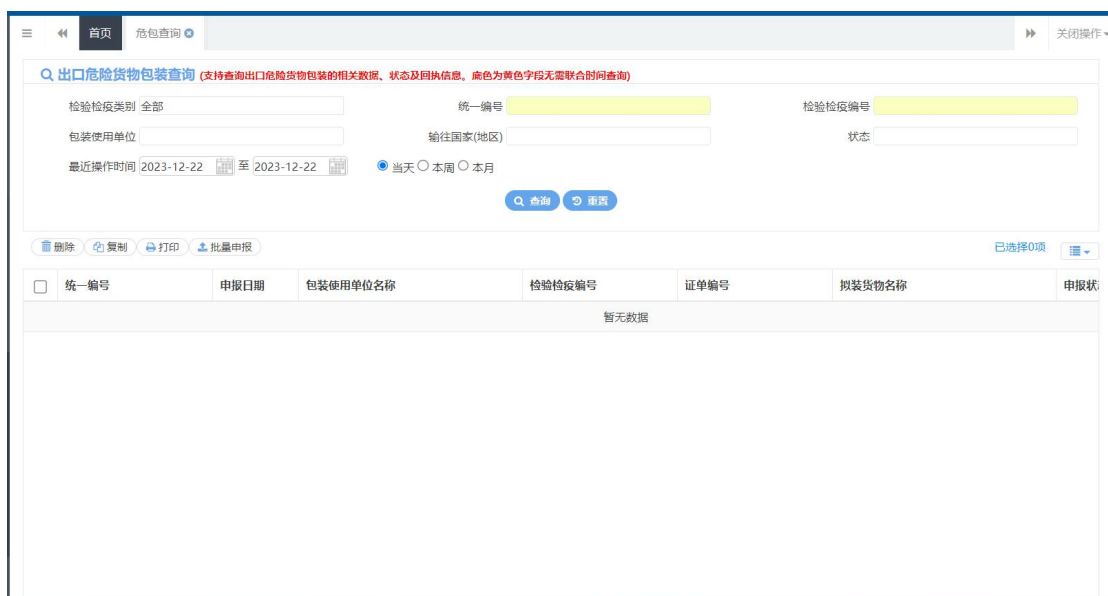 首页 危包查询 关闭操作
出口危险货物包装查询 (支持查询出口危险货物包装的相关数据、状态及回执信息。底色为黄色字段无需联合时间查询)
检验检疫类别 全部 统一编号 检验检疫编号
包装使用单位 输往国家(地区) 状态
最近操作时间 2023-12-22 至 2023-12-22 当天 本周 本月
查询 重置
删除 复制 打印 批量申报 已选择0项
统一编号 申报日期 包装使用单位名称 检验检疫编号 证单编号 拟装货物名称 申报状
暂无数据